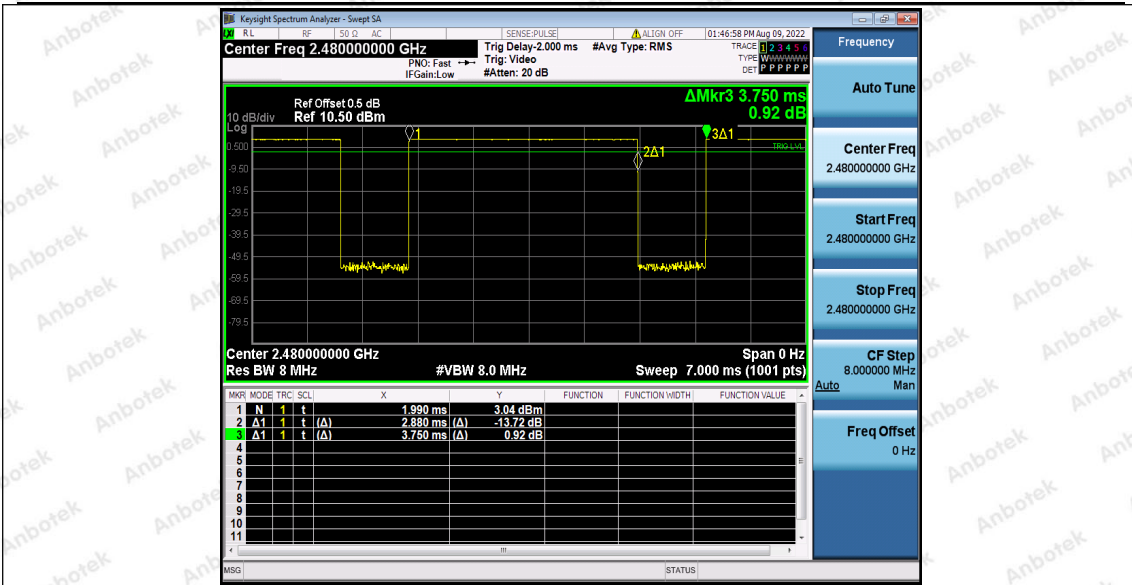 Keysight Spectrum Analyzer - Swept SA
RL RF 50 Ω AC SENSE:PULSE ALIGN OFF 01:46:58 PM Aug 09, 2022
Center Freq 2.480000000 GHz
PNO: Fast
IFGain:Low
Trig Delay-2.000 ms
Trig: Video
#Atten: 20 dB
#Avg Type: RMS
TRACE 1 2 3 4 5 6
TYPE WWWWWW
DET P P P P P P
Ref Offset 0.5 dB
10 dB/div Ref 10.50 dBm
Log
ΔMkr3 3.750 ms
0.92 dB
1
2Δ1
3Δ1
TRIG LVL
0.500
-9.50
-19.5
-29.5
-39.5
-49.5
-59.5
-69.5
-79.5
Center 2.480000000 GHz Span 0 Hz
Res BW 8 MHz #VBW 8.0 MHz Sweep 7.000 ms (1001 pts)
MKR MODE TRC SCL X Y FUNCTION FUNCTION WIDTH FUNCTION VALUE
1 N 1 t 1.990 ms 3.04 dBm
2 Δ1 1 t (Δ) 2.880 ms (Δ) -13.72 dB
3 Δ1 1 t (Δ) 3.750 ms (Δ) 0.92 dB
4
5
6
7
8
9
10
11
MSG STATUS
Frequency
Auto Tune
Center Freq
2.480000000 GHz
Start Freq
2.480000000 GHz
Stop Freq
2.480000000 GHz
CF Step
8.000000 MHz
Auto Man
Freq Offset
0 Hz
Anbotek